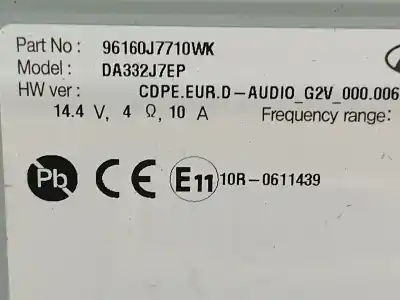 Part No : 96160J7710WK
Model : DA332J7EP
HW ver : CDPE.EUR.D-AUDIO_G2V_000.006
14.4 V, 4 Ω, 10 A Frequency range:
Pb CE E11 10R-0611439